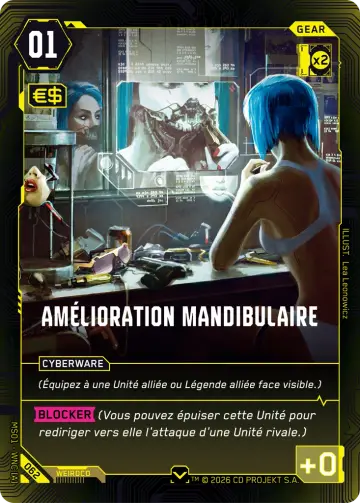 01
GEAR
x2
€$
ILLUST. Lea Leonowicz
AMÉLIORATION MANDIBULAIRE
CYBERWARE
(Équipez à une Unité alliée ou Légende alliée face visible.)
BLOCKER (Vous pouvez épuiser cette Unité pour
rediriger vers elle l'attaque d'une Unité rivale.)
+0
082
WEIRDCO
™ © 2026 CD PROJEKT S.A.